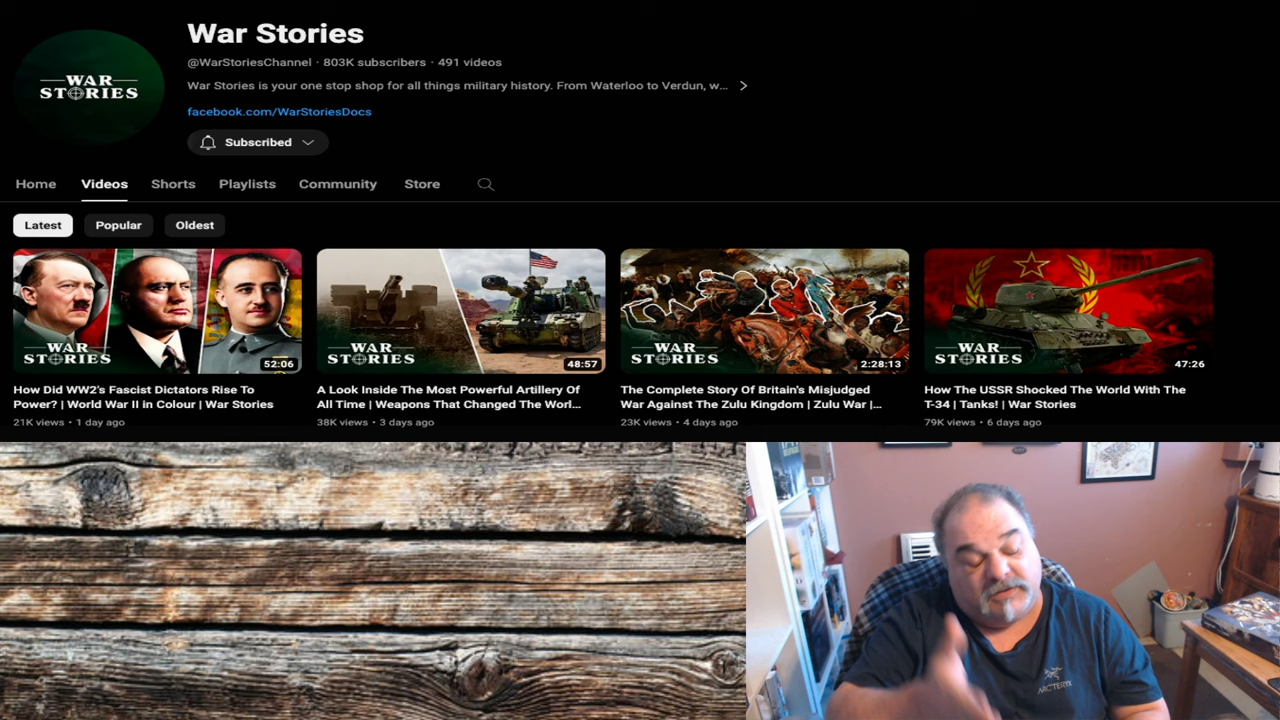 War Stories
@WarStoriesChannel · 803K subscribers · 491 videos
War Stories is your one stop shop for all things military history. From Waterloo to Verdun, w...
facebook.com/WarStoriesDocs
Subscribed
WAR
STORIES
Home Videos Shorts Playlists Community Store
Latest Popular Oldest
WAR
STORIES
52:06
WAR
STORIES
48:57
WAR
STORIES
2:28:13
WAR
STORIES
47:26
How Did WW2's Fascist Dictators Rise To
Power? | World War II in Colour | War Stories
21K views • 1 day ago
A Look Inside The Most Powerful Artillery Of
All Time | Weapons That Changed The Worl...
38K views • 3 days ago
The Complete Story Of Britain's Misjudged
War Against The Zulu Kingdom | Zulu War |...
23K views • 4 days ago
How The USSR Shocked The World With The
T-34 | Tanks! | War Stories
79K views • 6 days ago
ARC'TERYX